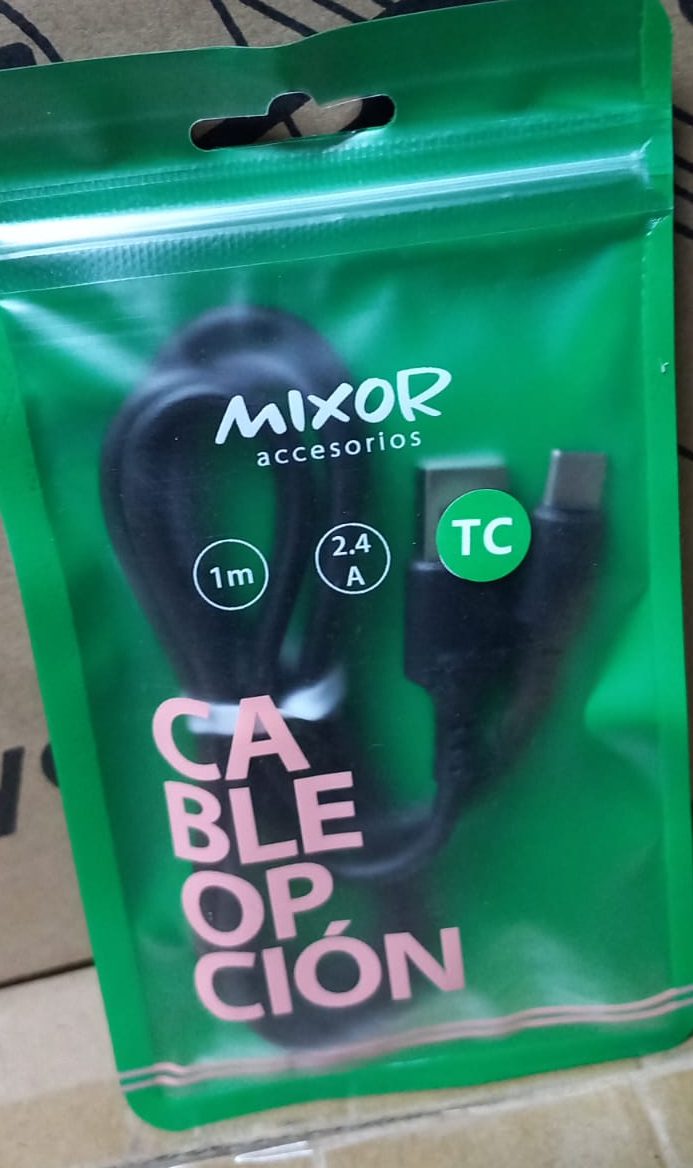 MIXOR
accesorios
1m
2.4
A
TC
CA
BLE
OP
CIÓN